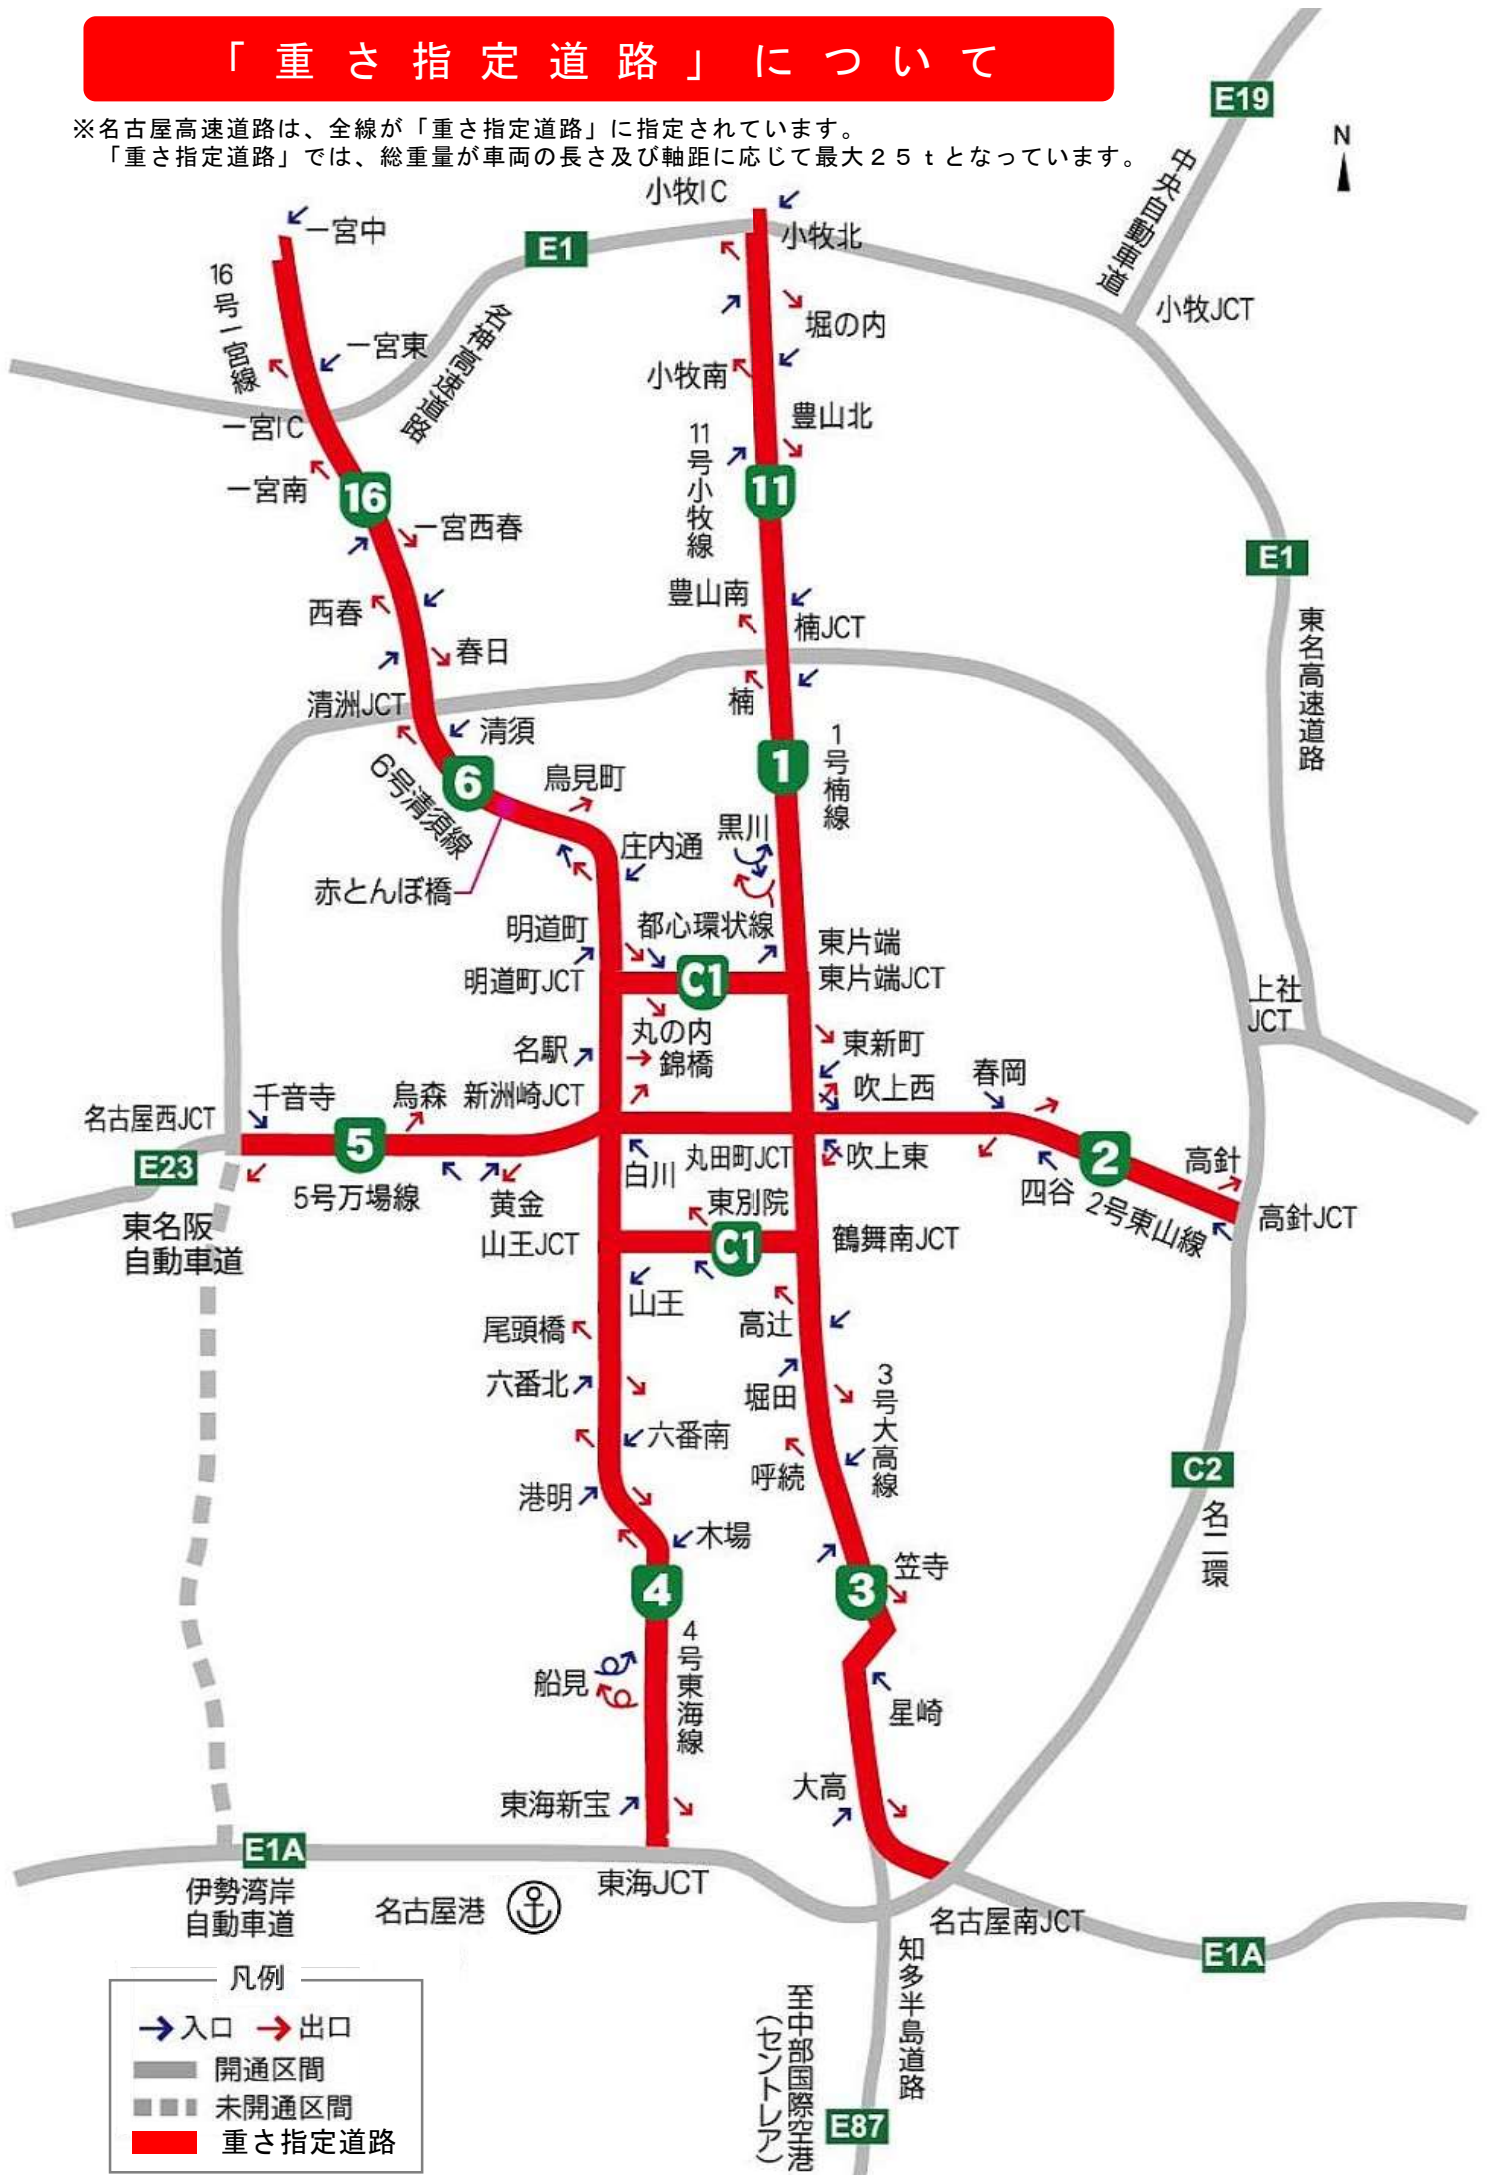 「重さ指定道路」について
※名古屋高速道路は、全線が「重さ指定道路」に指定されています。
「重さ指定道路」では、総重量が車両の長さ及び軸距に応じて最大２５ｔとなっています。
E19
N
中央自動車道
小牧IC
小牧北
一宮中
E1
16号一宮線
堀の内
小牧JCT
一宮東
名神高速道路
小牧南
豊山北
一宮IC
11号小牧線
一宮南
16
11
一宮西春
E1
豊山南
西春
楠JCT
東名高速道路
春日
楠
清洲JCT
清須
1
1号楠線
6
6号清須線
鳥見町
黒川
庄内通
赤とんぼ橋
明道町
都心環状線
東片端
明道町JCT
C1
東片端JCT
上社
JCT
丸の内
東新町
名駅
錦橋
春岡
吹上西
千音寺
烏森
新洲崎JCT
名古屋西JCT
5
2
E23
白川
丸田町JCT
吹上東
高針
5号万場線
黄金
東別院
四谷
2号東山線
高針JCT
東名阪
自動車道
山王JCT
C1
鶴舞南JCT
山王
尾頭橋
高辻
六番北
堀田
3号大高線
六番南
呼続
C2
港明
名二環
木場
4
3
笠寺
4号東海線
船見
星崎
大高
東海新宝
E1A
伊勢湾岸
自動車道
東海JCT
名古屋港
名古屋南JCT
E1A
知多半島道路
至中部国際空港
（セントレア）
E87
凡例
入口
出口
開通区間
未開通区間
重さ指定道路